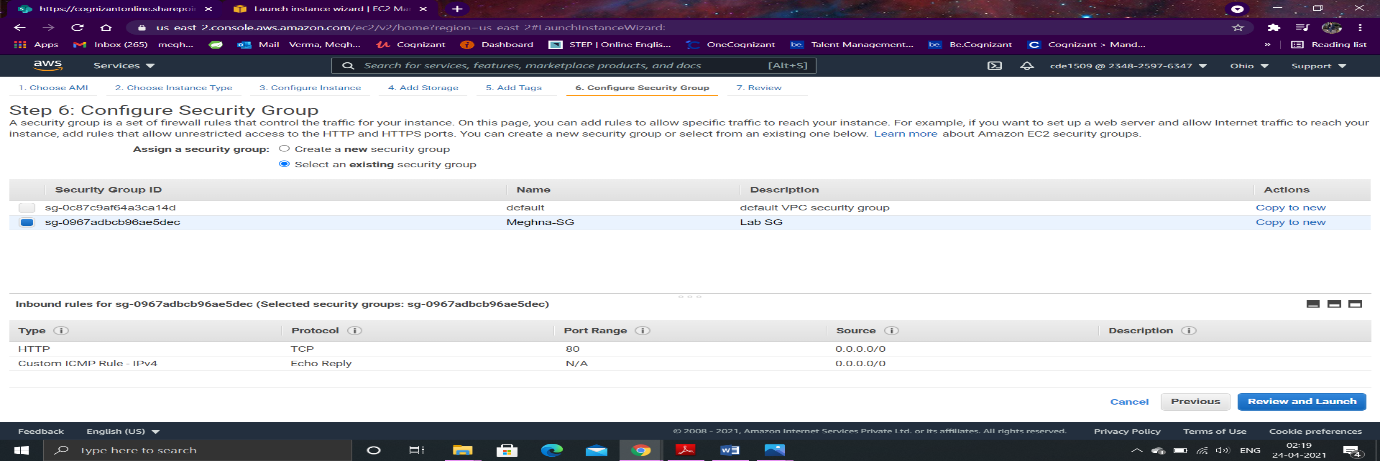 https://cognizantonline.sharepoi Launch instance wizard | EC2 Ma
us-east-2.console.aws.amazon.com/ec2/v2/home?region=us-east-2#LaunchInstanceWizard:
Apps Inbox (265) - megh... Mail - Verma, Megh... Cognizant Dashboard STEP | Online Englis... OneCognizant Talent Management... Be.Cognizant Cognizant > Mand... » Reading list
aws Services Search for services, features, marketplace products, and docs [Alt+S] cde1509 @ 2348-2597-6347 Ohio Support
1. Choose AMI 2. Choose Instance Type 3. Configure Instance 4. Add Storage 5. Add Tags 6. Configure Security Group 7. Review
Step 6: Configure Security Group
A security group is a set of firewall rules that control the traffic for your instance. On this page, you can add rules to allow specific traffic to reach your instance. For example, if you want to set up a web server and allow Internet traffic to reach your
instance, add rules that allow unrestricted access to the HTTP and HTTPS ports. You can create a new security group or select from an existing one below. Learn more about Amazon EC2 security groups.
Assign a security group: Create a new security group
Select an existing security group
Security Group ID Name Description Actions
sg-0c87c9af64a3ca14d default default VPC security group Copy to new
sg-0967adbcb96ae5dec Meghna-SG Lab SG Copy to new
Inbound rules for sg-0967adbcb96ae5dec (Selected security groups: sg-0967adbcb96ae5dec)
Type Protocol Port Range Source Description
HTTP TCP 80 0.0.0.0/0
Custom ICMP Rule - IPv4 Echo Reply N/A 0.0.0.0/0
Cancel Previous Review and Launch
Feedback English (US) © 2008 - 2021, Amazon Internet Services Private Ltd. or its affiliates. All rights reserved. Privacy Policy Terms of Use Cookie preferences
Type here to search ENG 02:19
24-04-2021